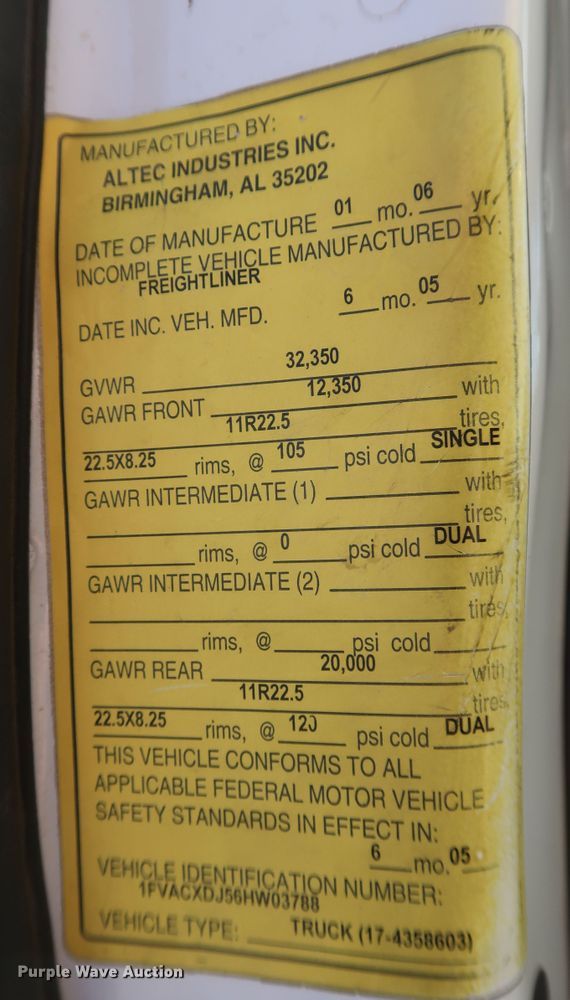 MANUFACTURED BY:
ALTEC INDUSTRIES INC.
BIRMINGHAM, AL 35202
DATE OF MANUFACTURE 01 mo. 06 yr.
INCOMPLETE VEHICLE MANUFACTURED BY:
FREIGHTLINER
DATE INC. VEH. MFD. 6 mo. 05 yr.
GVWR 32,350
GAWR FRONT 12,350 with
11R22.5 tires,
22.5X8.25 rims, @ 105 psi cold SINGLE
GAWR INTERMEDIATE (1) with
tires,
rims, @ 0 psi cold DUAL
GAWR INTERMEDIATE (2) with
tires,
rims, @ psi cold
GAWR REAR 20,000 with
11R22.5 tires
22.5X8.25 rims, @ 120 psi cold DUAL
THIS VEHICLE CONFORMS TO ALL
APPLICABLE FEDERAL MOTOR VEHICLE
SAFETY STANDARDS IN EFFECT IN:
6 mo. 05
VEHICLE IDENTIFICATION NUMBER:
1FVACXDJ56HW03788
VEHICLE TYPE: TRUCK (17-4358603)
Purple Wave Auction